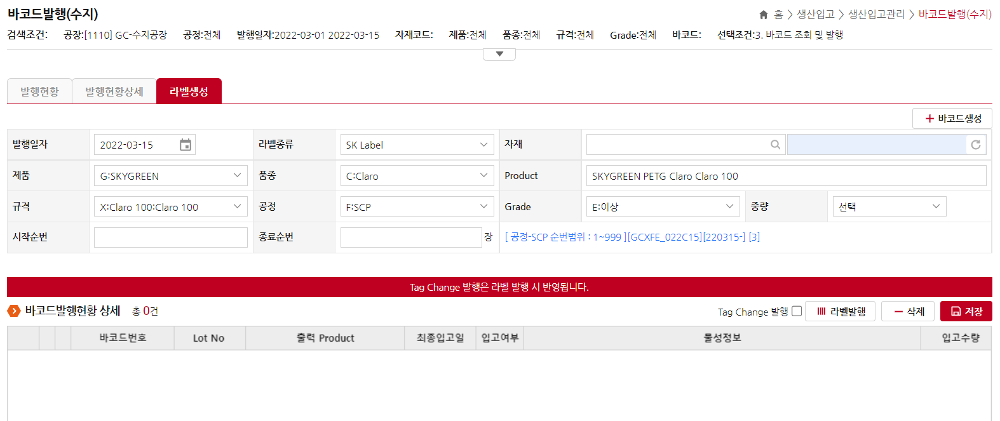 바코드발행(수지)
홈 > 생산입고 > 생산입고관리 > 바코드발행(수지)
검색조건: 공장:[1110] GC-수지공장 공정:전체 발행일자:2022-03-01 2022-03-15 자재코드: 제품:전체 품종:전체 규격:전체 Grade:전체 바코드: 선택조건:3. 바코드 조회 및 발행
발행현황 발행현황상세 라벨생성
+ 바코드생성
발행일자 2022-03-15 라벨종류 SK Label 자재
제품 G:SKYGREEN 품종 C:Claro Product SKYGREEN PETG Claro Claro 100
규격 X:Claro 100:Claro 100 공정 F:SCP Grade E:이상 중량 선택
시작순번 종료순번 장 [ 공정-SCP 순번범위 : 1~999 ][GCXFE_022C15][220315-] [3]
Tag Change 발행은 라벨 발행 시 반영됩니다.
바코드발행현황 상세 총 0건 Tag Change 발행 라벨발행 삭제 저장
바코드번호 Lot No 출력 Product 최종입고일 입고여부 물성정보 입고수량